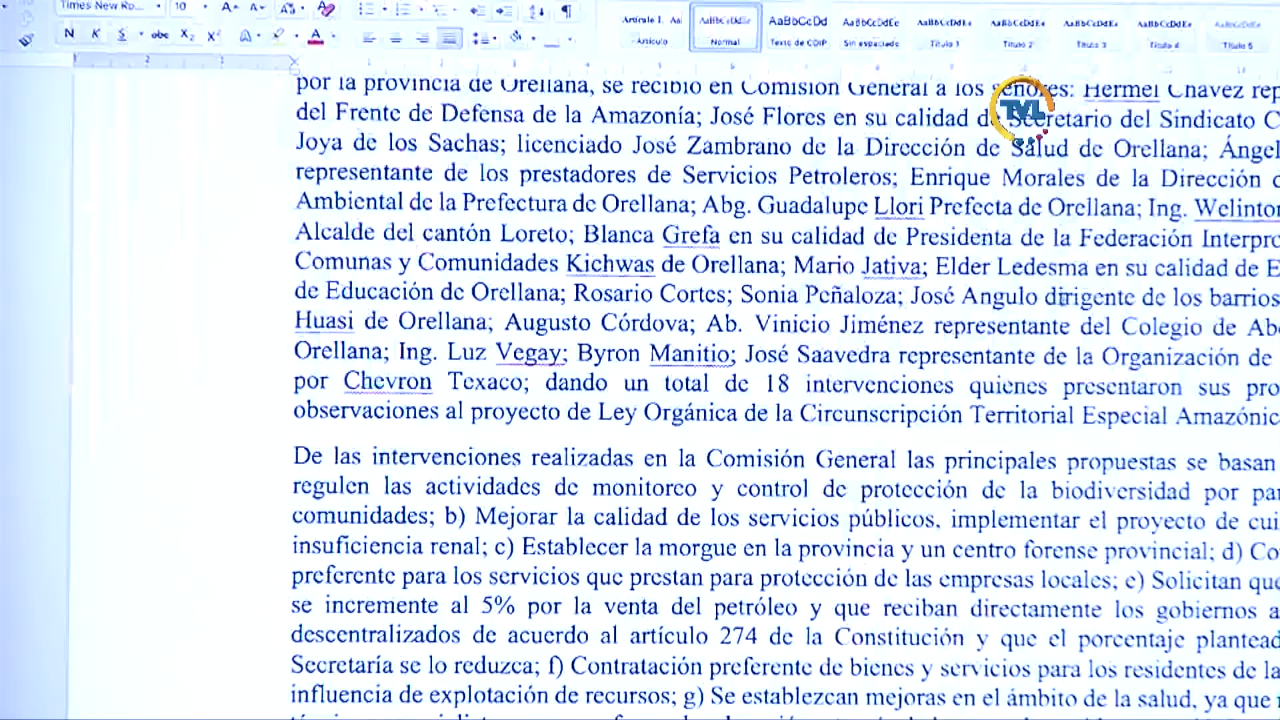 Times New Ro... 10
N K S abc X₂ X²
Artículo I. Aa AaBbCcDdEe AaBbCcDd AaBbCcDdEe AaBbCcDdEe AaBbCcDdEe AaBbCcDdEe AaBbCcDdEe AaBbCcDdEe
Artículo Normal Texto de COIP Sin espaciado Título 1 Título 2 Título 3 Título 4 Título 5
por la provincia de Orellana, se recibió en Comisión General a los señores: Hermel Chávez rep
del Frente de Defensa de la Amazonía; José Flores en su calidad de Secretario del Sindicato C
TVL
Joya de los Sachas; licenciado José Zambrano de la Dirección de Salud de Orellana; Ángel
representante de los prestadores de Servicios Petroleros; Enrique Morales de la Dirección
Ambiental de la Prefectura de Orellana; Abg. Guadalupe Llori Prefecta de Orellana; Ing. Welinton
Alcalde del cantón Loreto; Blanca Grefa en su calidad de Presidenta de la Federación Interpro
Comunas y Comunidades Kichwas de Orellana; Mario Jativa; Elder Ledesma en su calidad de E
de Educación de Orellana; Rosario Cortes; Sonia Peñaloza; José Angulo dirigente de los barrios
Huasi de Orellana; Augusto Córdova; Ab. Vinicio Jiménez representante del Colegio de Ab
Orellana; Ing. Luz Vegay; Byron Manitio; José Saavedra representante de la Organización de
por Chevron Texaco; dando un total de 18 intervenciones quienes presentaron sus pro
observaciones al proyecto de Ley Orgánica de la Circunscripción Territorial Especial Amazónic
De las intervenciones realizadas en la Comisión General las principales propuestas se basan
regulen las actividades de monitoreo y control de protección de la biodiversidad por par
comunidades; b) Mejorar la calidad de los servicios públicos, implementar el proyecto de cui
insuficiencia renal; c) Establecer la morgue en la provincia y un centro forense provincial; d) Co
preferente para los servicios que prestan para protección de las empresas locales; e) Solicitan que
se incremente al 5% por la venta del petróleo y que reciban directamente los gobiernos a
descentralizados de acuerdo al artículo 274 de la Constitución y que el porcentaje plantead
Secretaría se lo reduzca; f) Contratación preferente de bienes y servicios para los residentes de la
influencia de explotación de recursos; g) Se establezcan mejoras en el ámbito de la salud, ya que